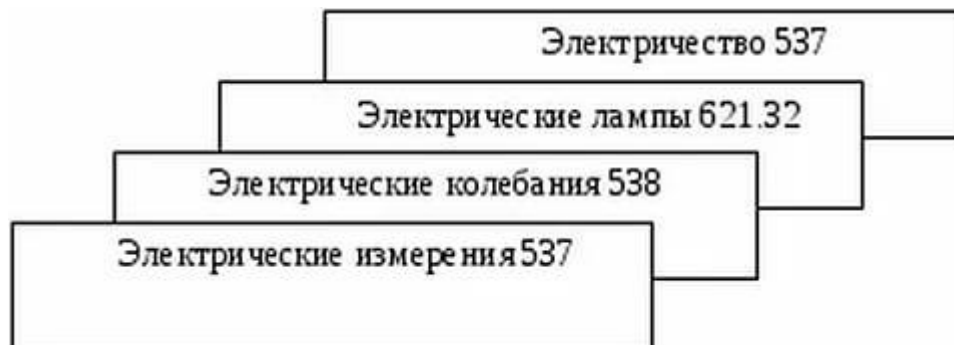 Электричество 537
Электрические лампы 621.32
Электрические колебания 538
Электрические измерения 537